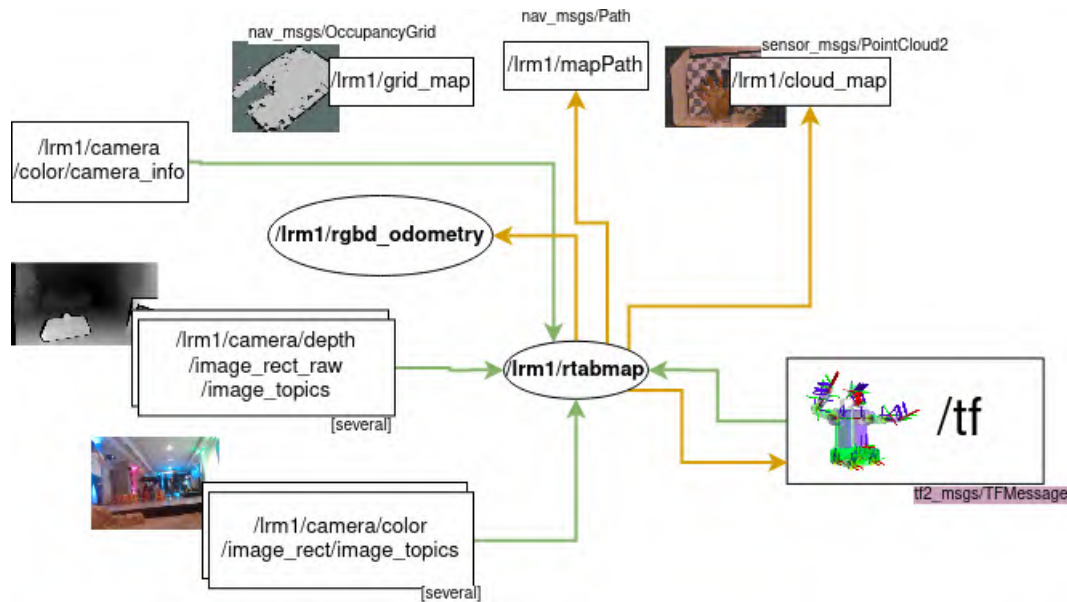 nav_msgs/Path
nav_msgs/OccupancyGrid
sensor_msgs/PointCloud2
/lrm1/grid_map
/lrm1/mapPath
/lrm1/cloud_map
/lrm1/camera
/color/camera_info
/lrm1/rgbd_odometry
/lrm1/camera/depth
/image_rect_raw
/image_topics
[several]
/lrm1/rtabmap
/tf
tf2_msgs/TFMessage
/lrm1/camera/color
/image_rect/image_topics
[several]